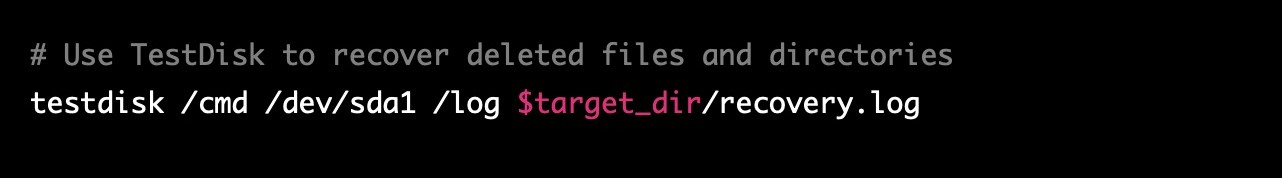 # Use TestDisk to recover deleted files and directories
testdisk /cmd /dev/sda1 /log $target_dir/recovery.log